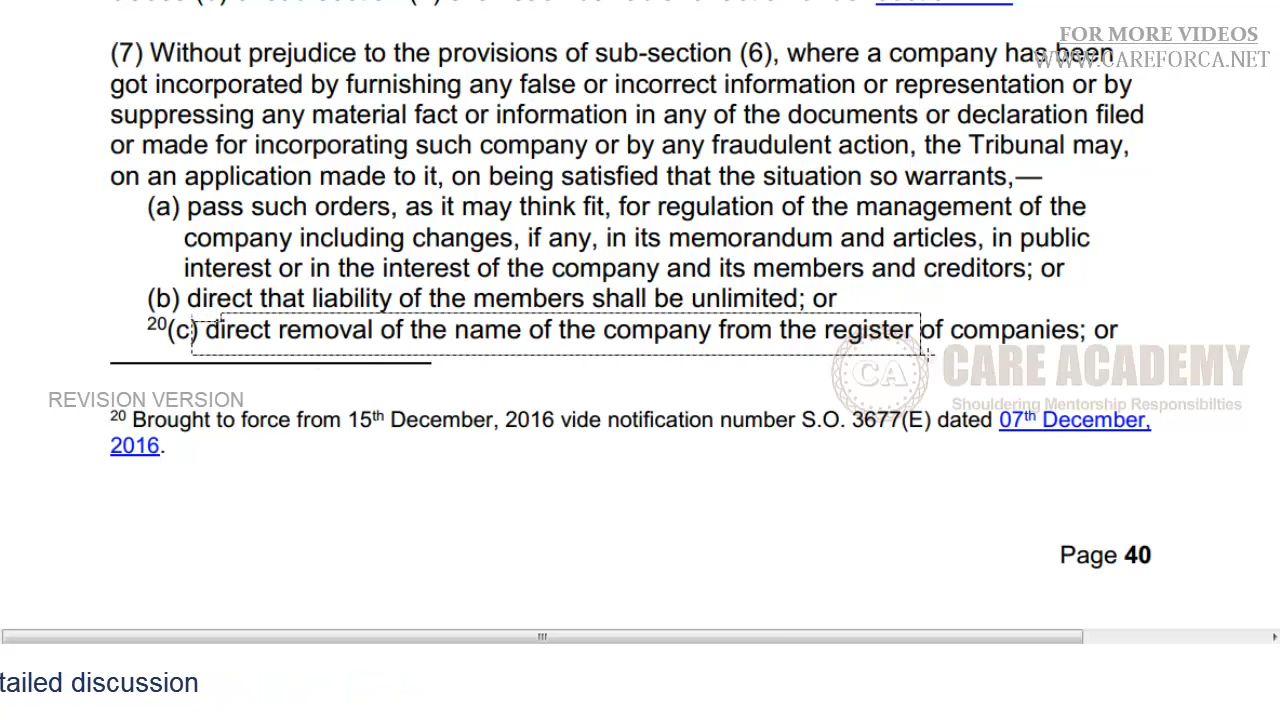 FOR MORE VIDEOS
WWW.CAREFORCA.NET
(7) Without prejudice to the provisions of sub-section (6), where a company has been
got incorporated by furnishing any false or incorrect information or representation or by
suppressing any material fact or information in any of the documents or declaration filed
or made for incorporating such company or by any fraudulent action, the Tribunal may,
on an application made to it, on being satisfied that the situation so warrants,—
(a) pass such orders, as it may think fit, for regulation of the management of the
company including changes, if any, in its memorandum and articles, in public
interest or in the interest of the company and its members and creditors; or
(b) direct that liability of the members shall be unlimited; or
20(c) direct removal of the name of the company from the register of companies; or
CA CARE ACADEMY
Shouldering Mentorship Responsibilties
REVISION VERSION
20 Brought to force from 15th December, 2016 vide notification number S.O. 3677(E) dated 07th December,
2016.
Page 40
tailed discussion